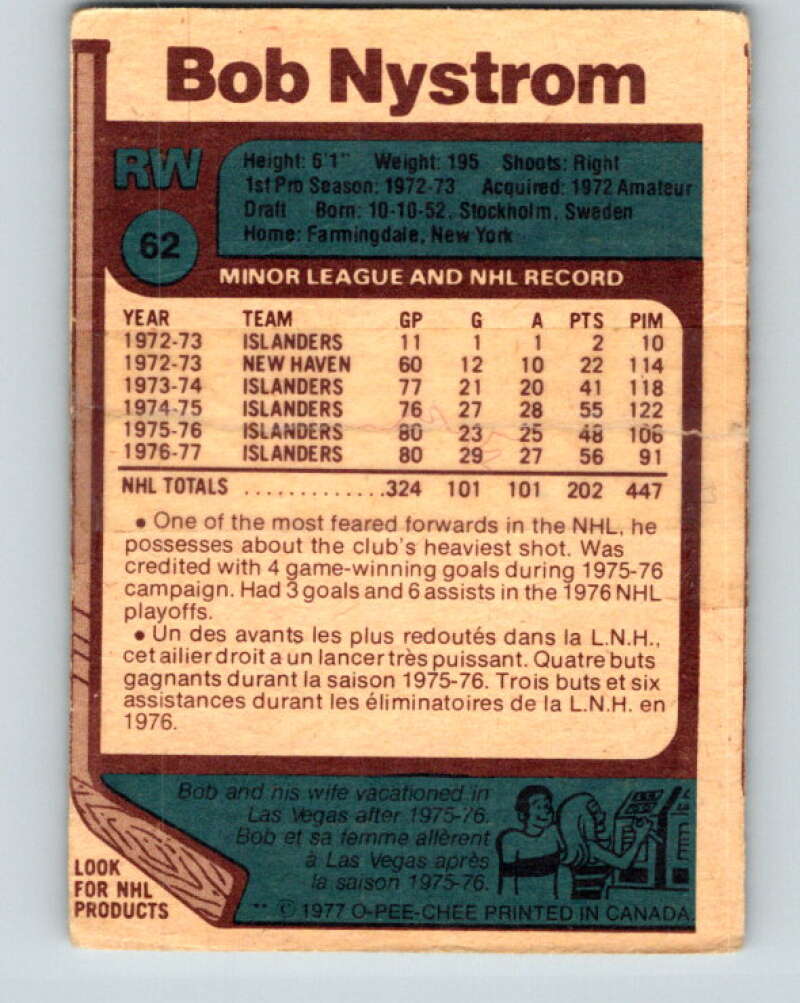 Bob Nystrom
RW
62
Height: 6'1" Weight: 195 Shoots: Right
1st Pro Season: 1972-73 Acquired: 1972 Amateur
Draft Born: 10-10-52, Stockholm, Sweden
Home: Farmingdale, New York
MINOR LEAGUE AND NHL RECORD
YEAR TEAM GP G A PTS PIM
1972-73 ISLANDERS 11 1 1 2 10
1972-73 NEW HAVEN 60 12 10 22 114
1973-74 ISLANDERS 77 21 20 41 118
1974-75 ISLANDERS 76 27 28 55 122
1975-76 ISLANDERS 80 23 25 48 106
1976-77 ISLANDERS 80 29 27 56 91
NHL TOTALS .............324 101 101 202 447
• One of the most feared forwards in the NHL, he
possesses about the club's heaviest shot. Was
credited with 4 game-winning goals during 1975-76
campaign. Had 3 goals and 6 assists in the 1976 NHL
playoffs.
• Un des avants les plus redoutés dans la L.N.H.,
cet ailier droit a un lancer très puissant. Quatre buts
gagnants durant la saison 1975-76. Trois buts et six
assistances durant les éliminatoires de la L.N.H. en
1976.
Bob and his wife vacationed in
Las Vegas after 1975-76.
Bob et sa femme allèrent
à Las Vegas après
la saison 1975-76.
LOOK
FOR NHL
PRODUCTS
** © 1977 O-PEE-CHEE PRINTED IN CANADA